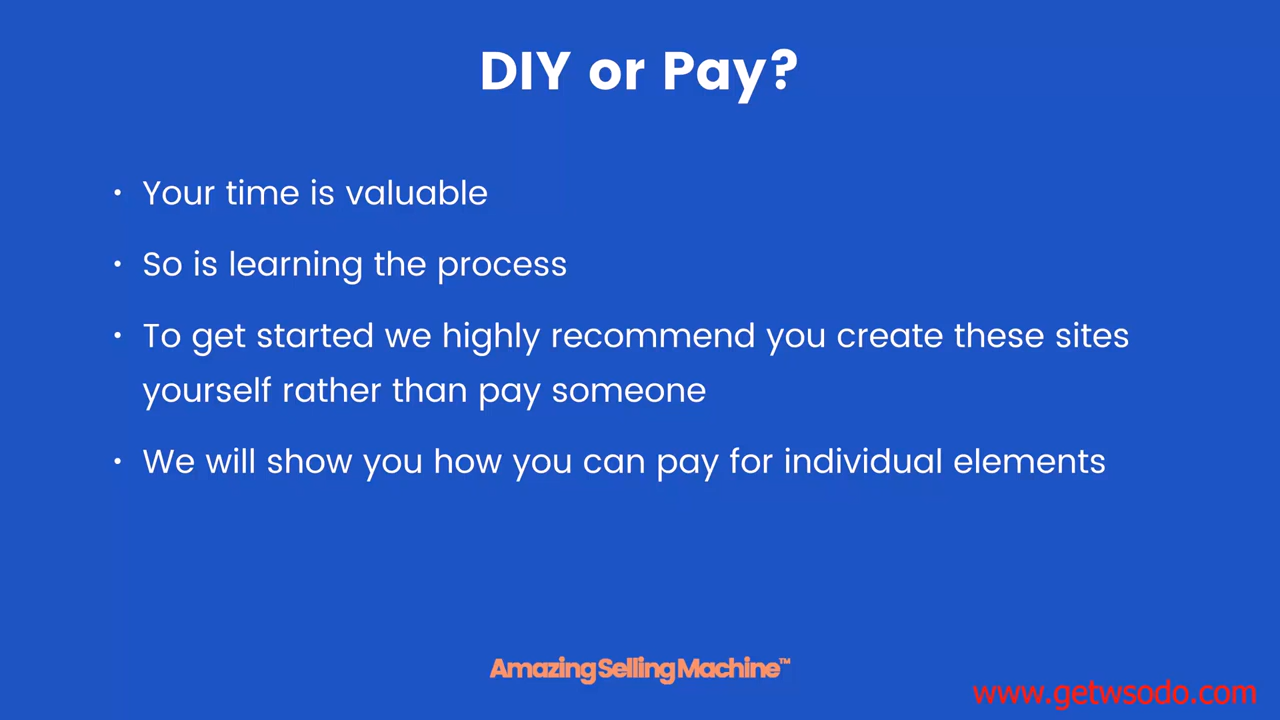 DIY or Pay?
• Your time is valuable
• So is learning the process
• To get started we highly recommend you create these sites
yourself rather than pay someone
• We will show you how you can pay for individual elements
AmazingSellingMachine™
www.getwsodo.com